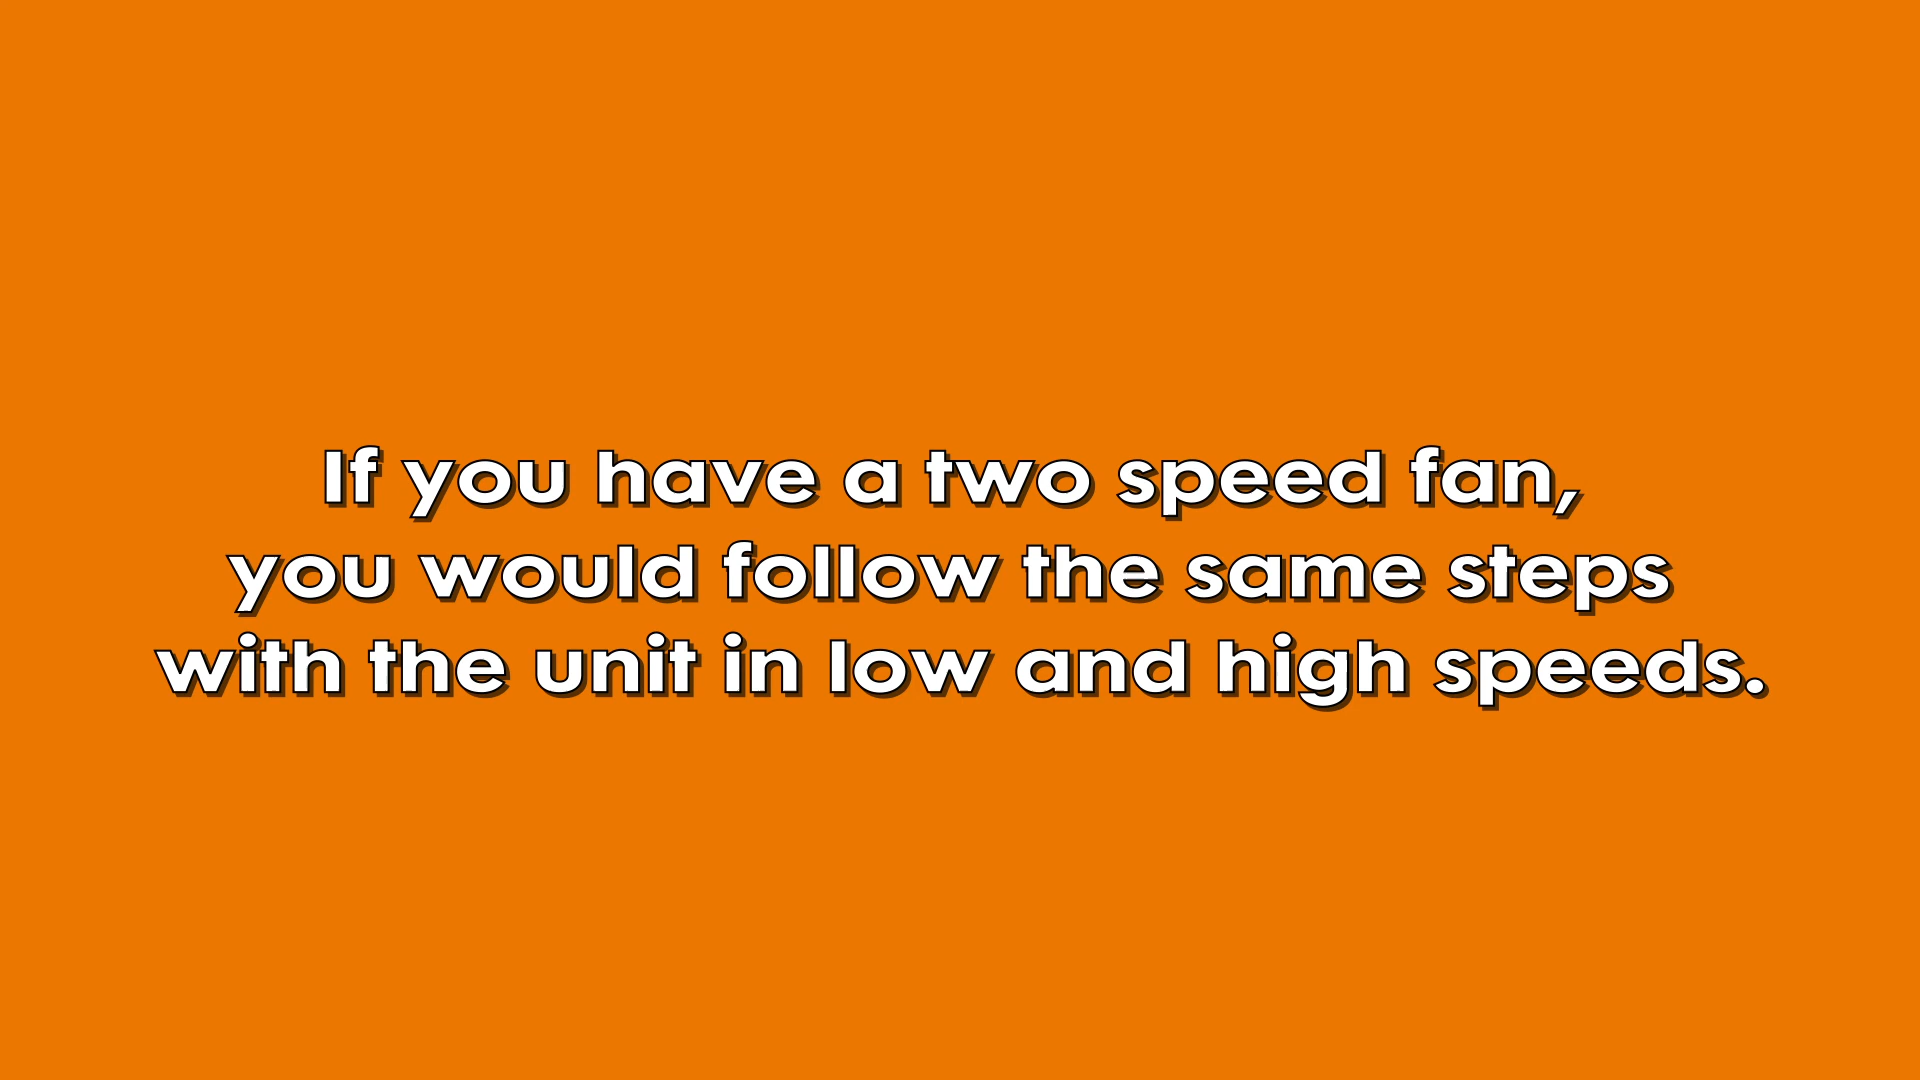 If you have a two speed fan,
you would follow the same steps
with the unit in low and high speeds.